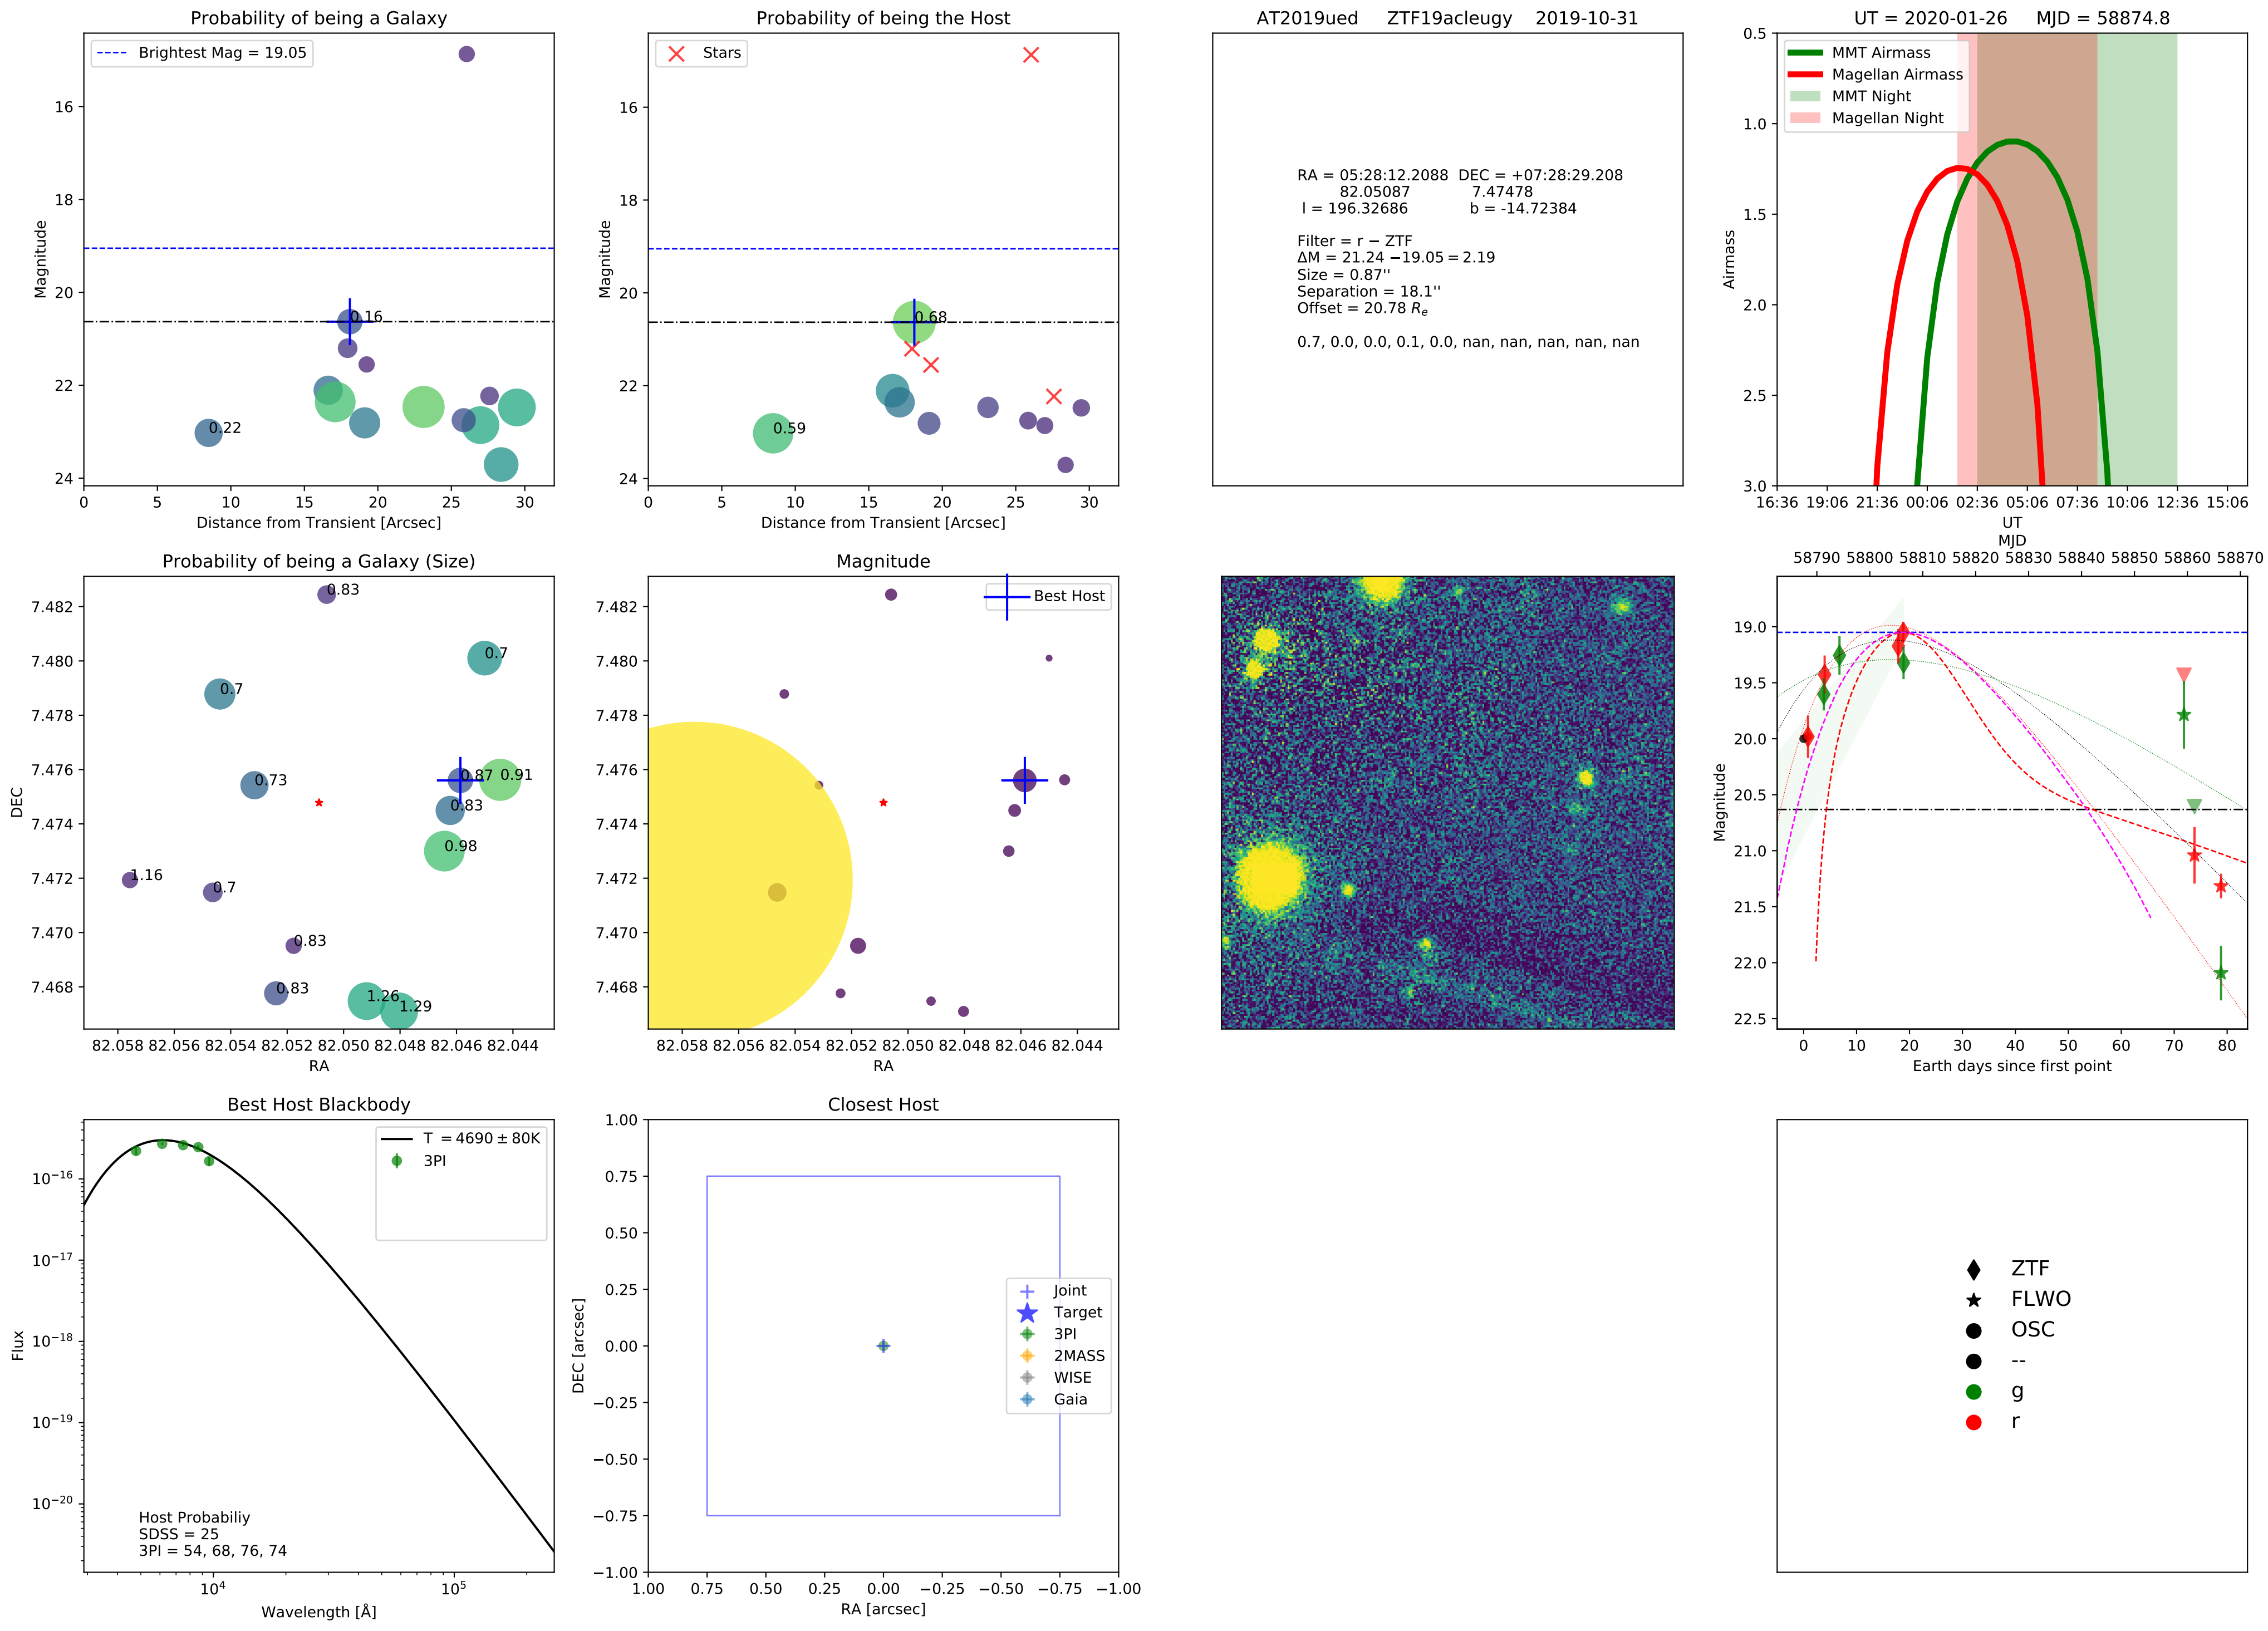 Probability of being a Galaxy
Brightest Mag = 19.05
0.16
0.22
16
18
20
22
24
Magnitude
0 5 10 15 20 25 30
Distance from Transient [Arcsec]
Probability of being the Host
Stars
0.68
0.59
16
18
20
22
24
Magnitude
0 5 10 15 20 25 30
Distance from Transient [Arcsec]
AT2019ued ZTF19acleugy 2019-10-31
RA = 05:28:12.2088 DEC = +07:28:29.208
82.05087 7.47478
l = 196.32686 b = -14.72384
Filter = r − ZTF
ΔM = 21.24 −19.05 = 2.19
Size = 0.87''
Separation = 18.1''
Offset = 20.78 Re
0.7, 0.0, 0.0, 0.1, 0.0, nan, nan, nan, nan, nan
UT = 2020-01-26 MJD = 58874.8
MMT Airmass
Magellan Airmass
MMT Night
Magellan Night
0.5
1.0
1.5
2.0
2.5
3.0
Airmass
16:36 19:06 21:36 00:06 02:36 05:06 07:36 10:06 12:36 15:06
UT
Probability of being a Galaxy (Size)
0.83
0.7
0.7
0.73
0.87
0.91
0.83
0.98
1.16
0.7
0.83
0.83
1.26
1.29
7.482
7.480
7.478
7.476
7.474
7.472
7.470
7.468
DEC
82.058 82.056 82.054 82.052 82.050 82.048 82.046 82.044
RA
Magnitude
Best Host
7.482
7.480
7.478
7.476
7.474
7.472
7.470
7.468
82.058 82.056 82.054 82.052 82.050 82.048 82.046 82.044
RA
MJD
58790 58800 58810 58820 58830 58840 58850 58860 58870
19.0
19.5
20.0
20.5
21.0
21.5
22.0
22.5
Magnitude
0 10 20 30 40 50 60 70 80
Earth days since first point
Best Host Blackbody
T = 4690 ± 80K
3PI
10−16
10−17
10−18
10−19
10−20
Flux
Host Probabiliy
SDSS = 25
3PI = 54, 68, 76, 74
104 105
Wavelength [Å]
Closest Host
Joint
Target
3PI
2MASS
WISE
Gaia
1.00
0.75
0.50
0.25
0.00
−0.25
−0.50
−0.75
−1.00
DEC [arcsec]
1.00 0.75 0.50 0.25 0.00 −0.25 −0.50 −0.75 −1.00
RA [arcsec]
ZTF
FLWO
OSC
--
g
r